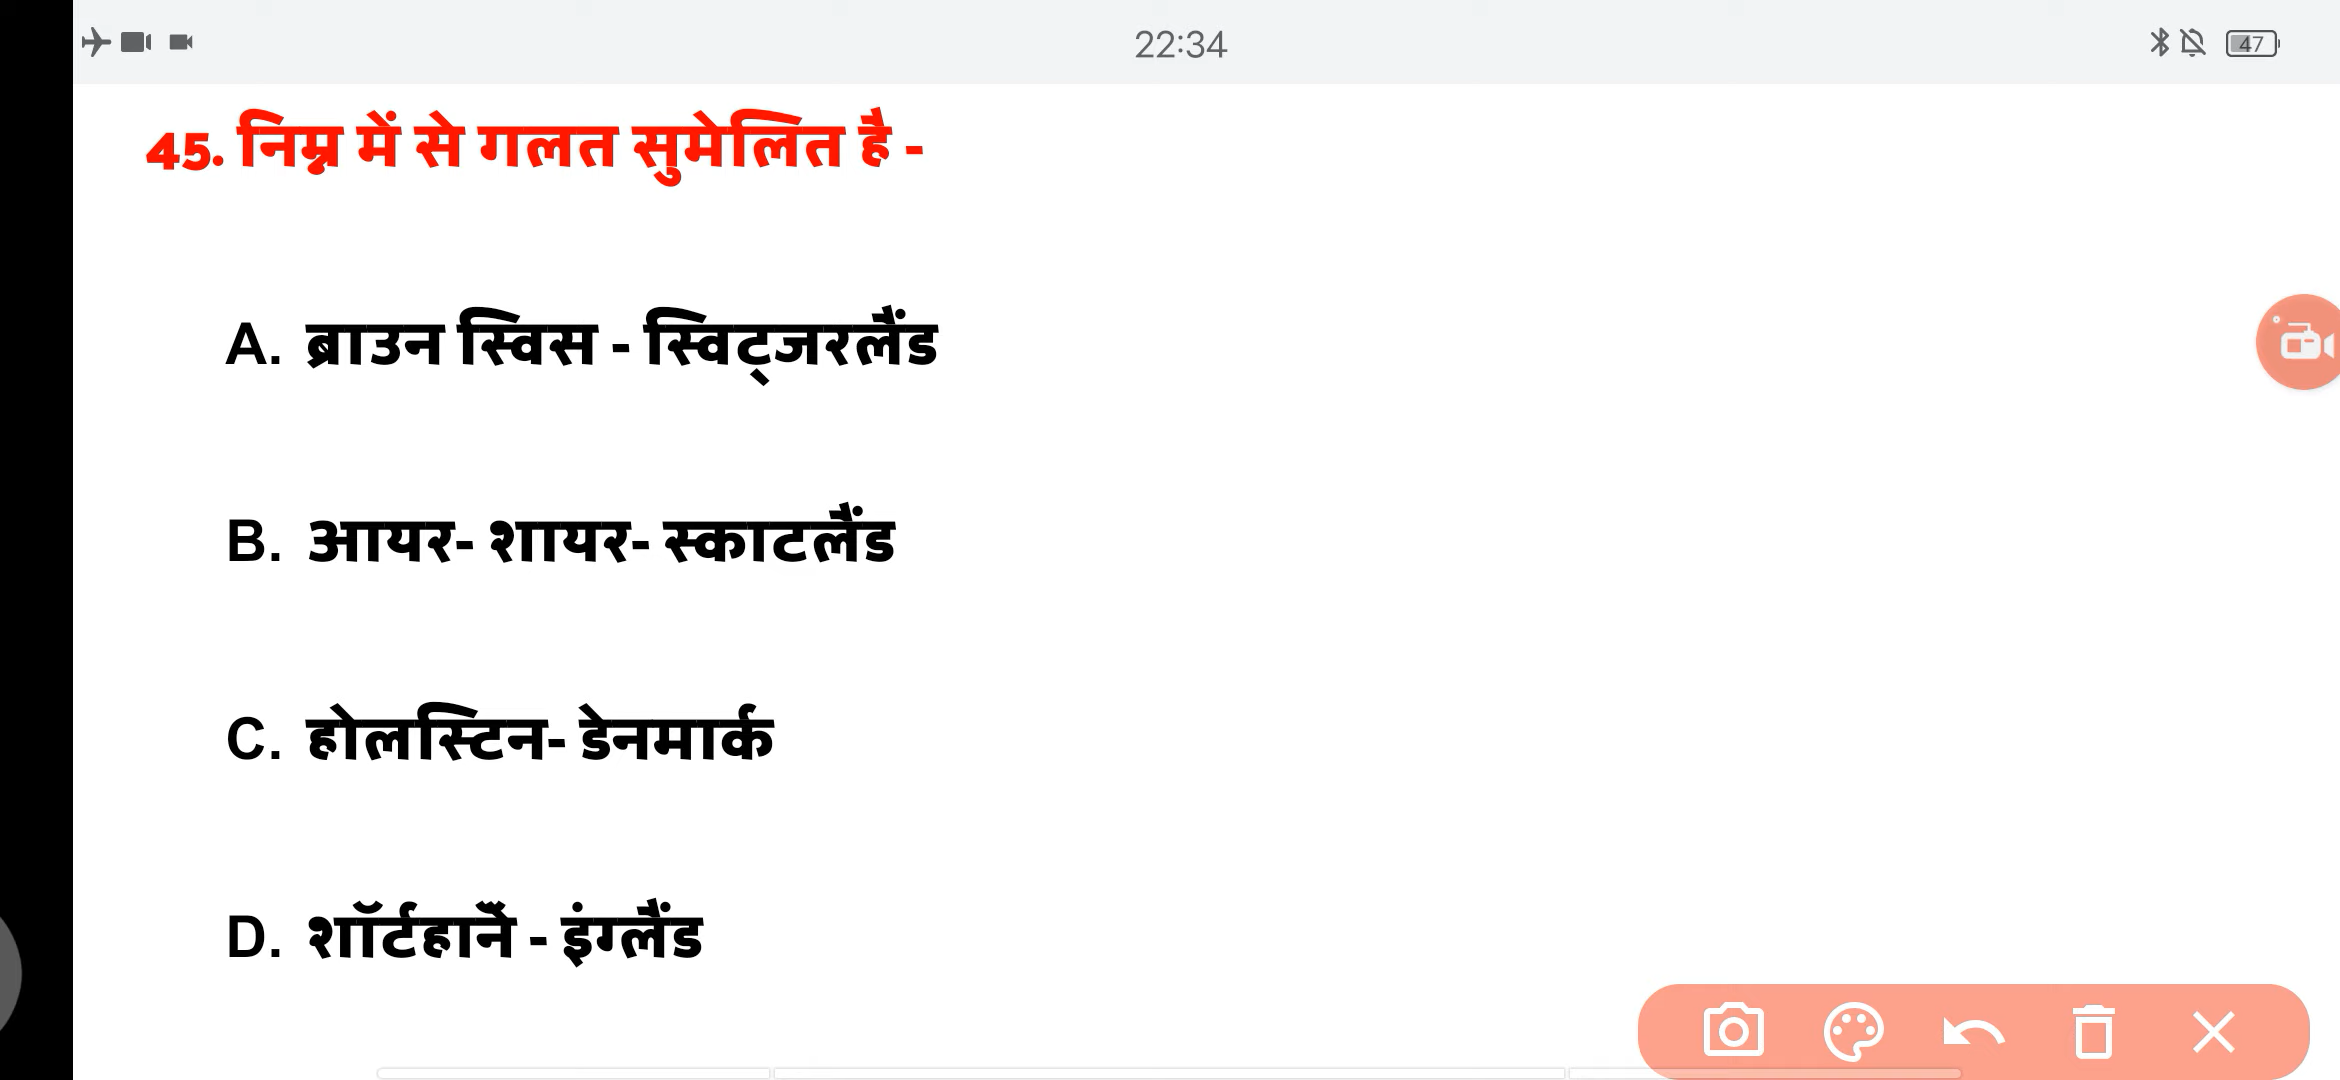 22:34
47
45. निम्न में से गलत सुमेलित है -
A. ब्राउन स्विस - स्विट्जरलैंड
B. आयर- शायर- स्काटलैंड
C. होलस्टिन- डेनमार्क
D. शॉर्टहार्ने - इंग्लैंड